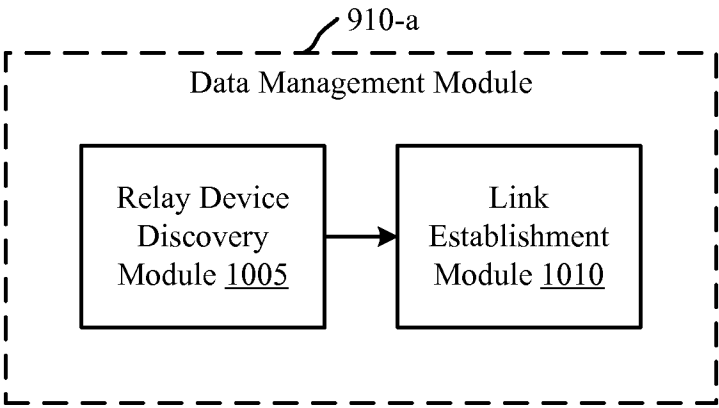 910-a
Data Management Module
Relay Device
Discovery
Module 1005
Link
Establishment
Module 1010